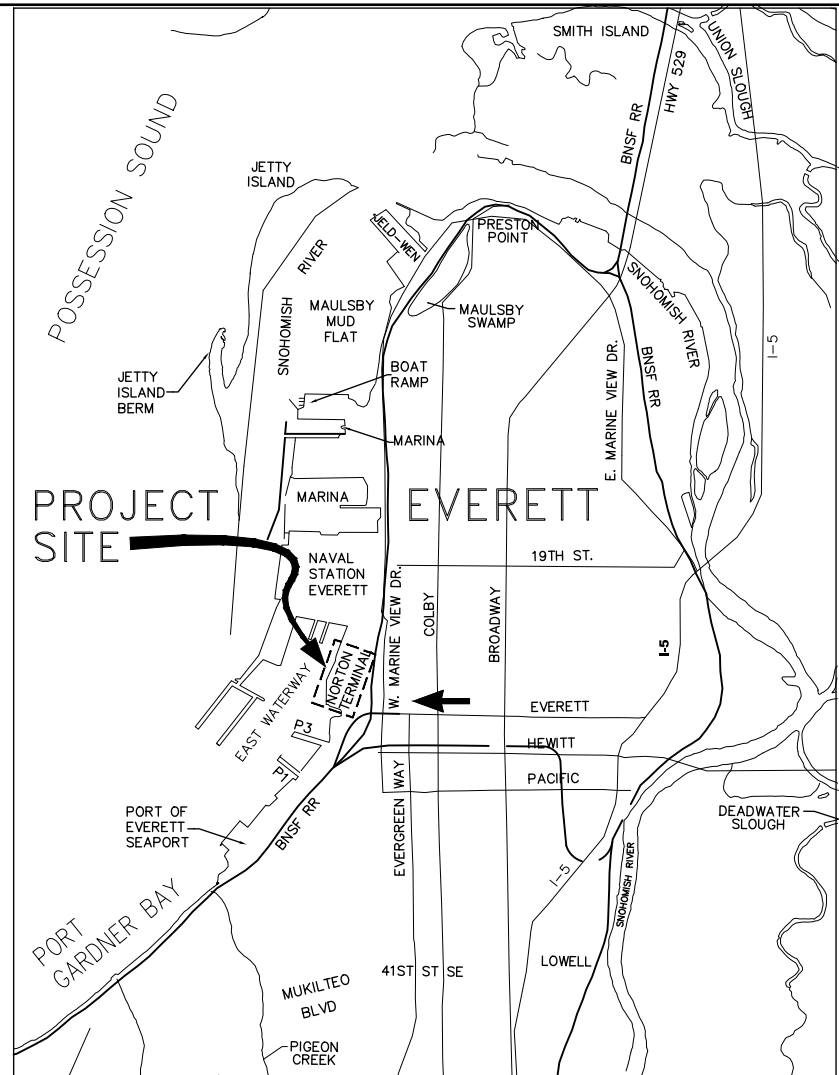 SMITH ISLAND
UNION SLOUGH
HWY 529
BNSF RR
POSSESSION SOUND
JETTY
ISLAND
RIVER
SNOHOMISH
JELD-WEN
PRESTON
POINT
MAULSBY
MUD
FLAT
MAULSBY
SWAMP
SNOHOMISH RIVER
I-5
BNSF RR
E. MARINE VIEW DR.
JETTY
ISLAND
BERM
BOAT
RAMP
MARINA
MARINA
PROJECT
SITE
EVERETT
NAVAL
STATION
EVERETT
19TH ST.
W. MARINE VIEW DR.
COLBY
BROADWAY
I-5
NORTON
TERMINAL
EAST WATERWAY
P3
P1
EVERETT
HEWITT
PACIFIC
DEADWATER
SLOUGH
PORT OF
EVERETT
SEAPORT
BNSF RR
EVERGREEN WAY
I-5
SNOHOMISH RIVER
PORT
GARDNER BAY
LOWELL
41ST ST SE
MUKILTEO
BLVD
PIGEON
CREEK